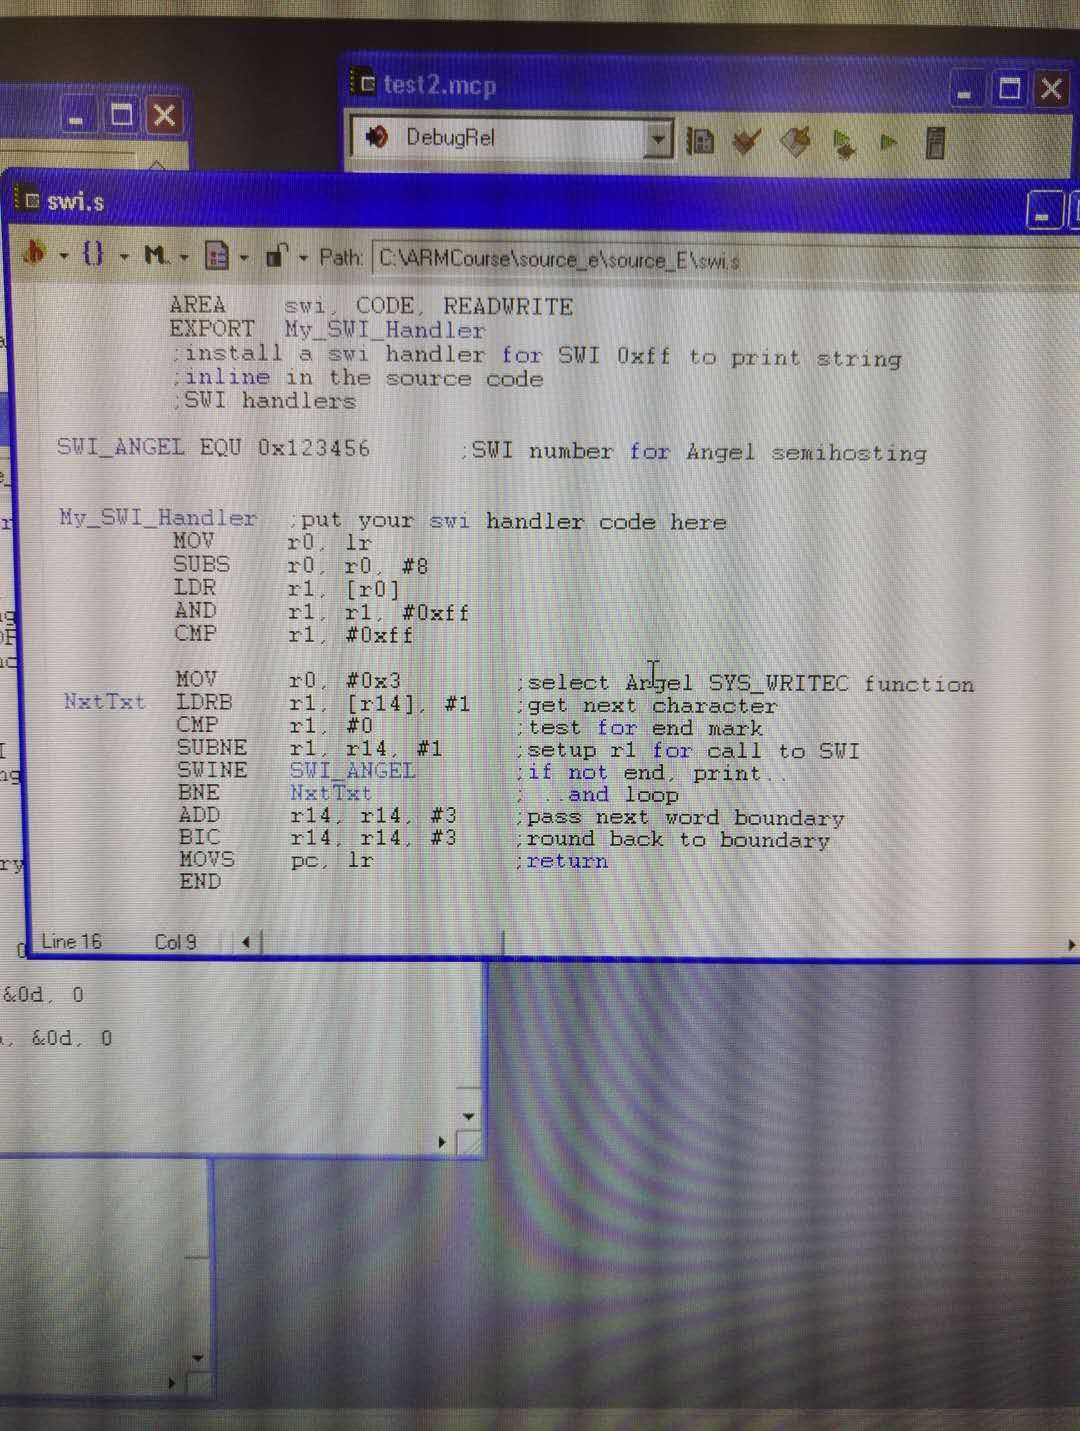 test2.mcp
DebugRel
swi.s
Path: C:\ARMCourse\source_e\source_E\swi.s
AREA swi, CODE, READWRITE
EXPORT My_SWI_Handler
;install a swi handler for SWI 0xff to print string
;inline in the source code
;SWI handlers
SWI_ANGEL EQU 0x123456 ;SWI number for Angel semihosting
My_SWI_Handler ;put your swi handler code here
MOV r0, lr
SUBS r0, r0, #8
LDR r1, [r0]
AND r1, r1, #0xff
CMP r1, #0xff
MOV r0, #0x3 ;select Angel SYS_WRITEC function
NxtTxt LDRB r1, [r14], #1 ;get next character
CMP r1, #0 ;test for end mark
SUBNE r1, r14, #1 ;setup r1 for call to SWI
SWINE SWI_ANGEL ;if not end, print..
BNE NxtTxt ; ..and loop
ADD r14, r14, #3 ;pass next word boundary
BIC r14, r14, #3 ;round back to boundary
MOVS pc, lr ;return
END
Line 16 Col 9
&0d, 0
, &0d, 0